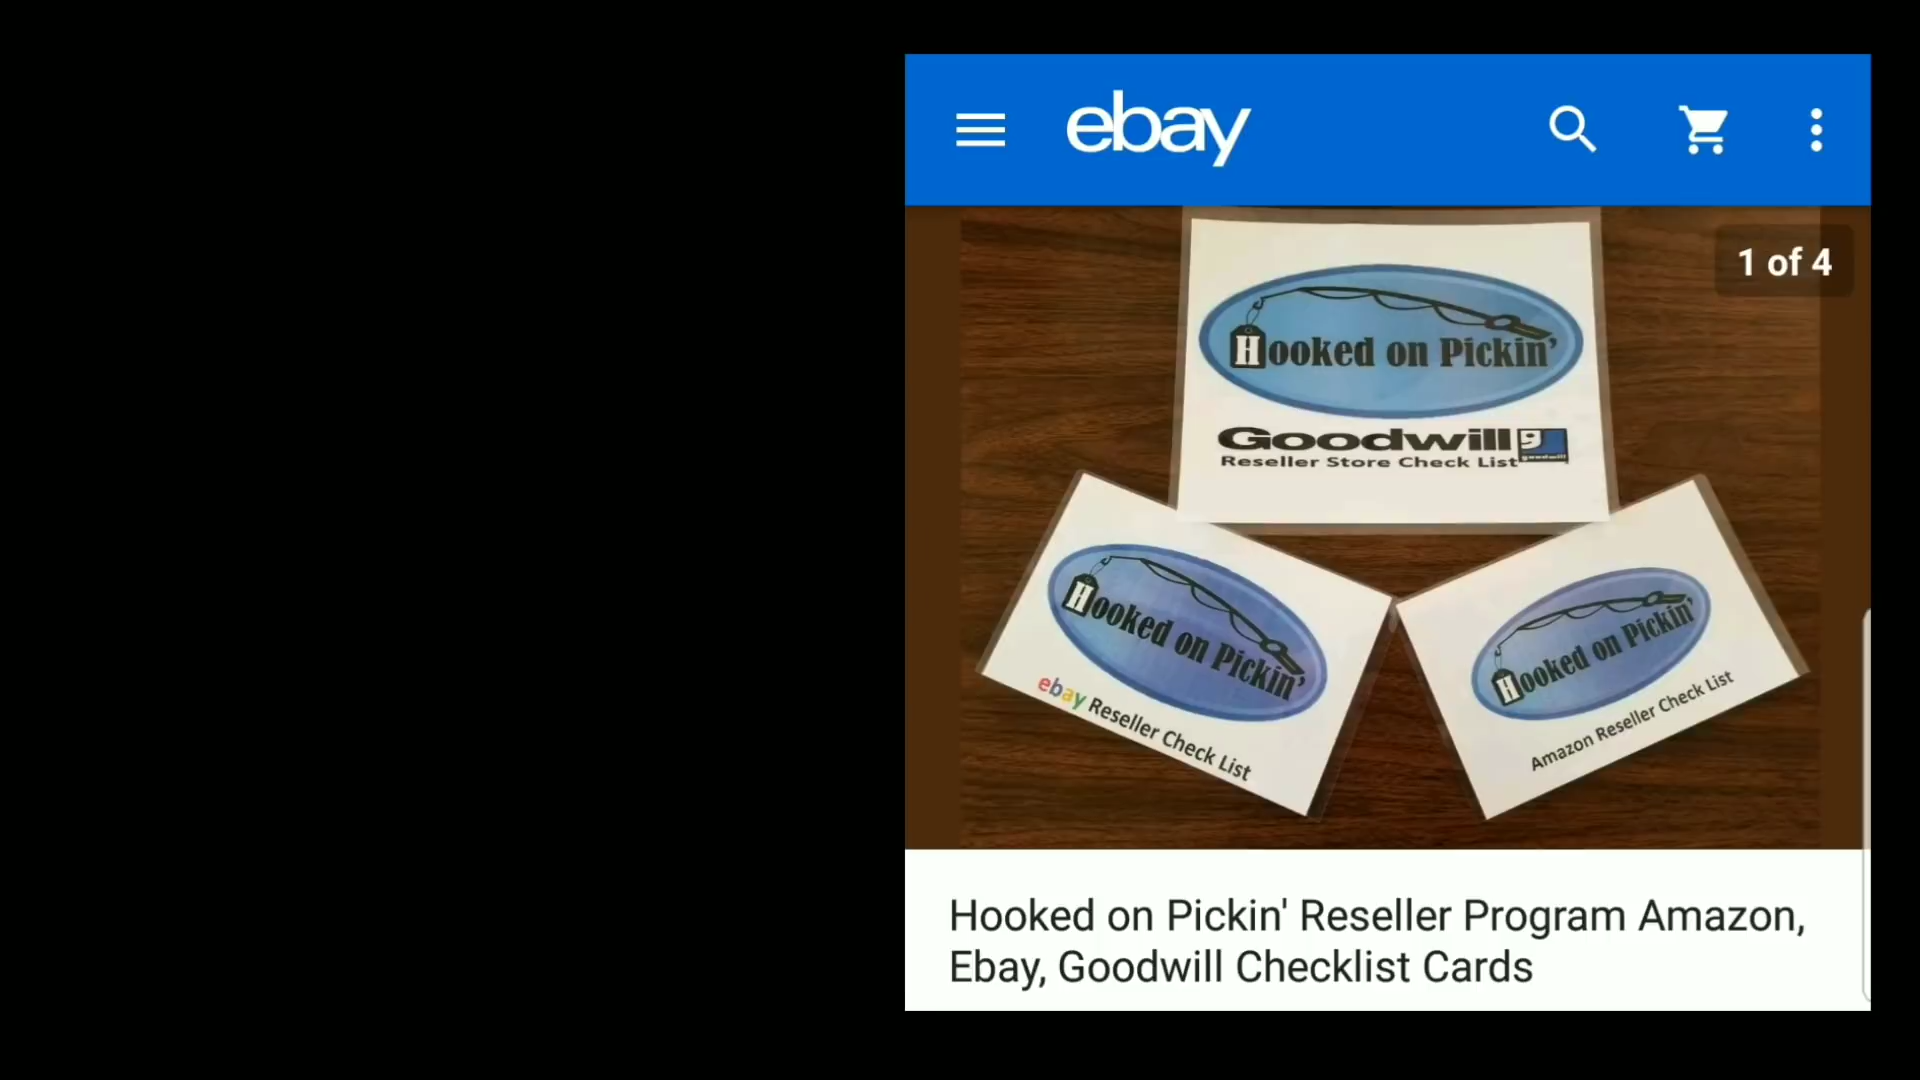 ebay
1 of 4
Hooked on Pickin'
Goodwill
g
goodwill
Reseller Store Check List
Hooked on Pickin'
ebay Reseller Check List
Hooked on Pickin'
Amazon Reseller Check List
Hooked on Pickin' Reseller Program Amazon,
Ebay, Goodwill Checklist Cards